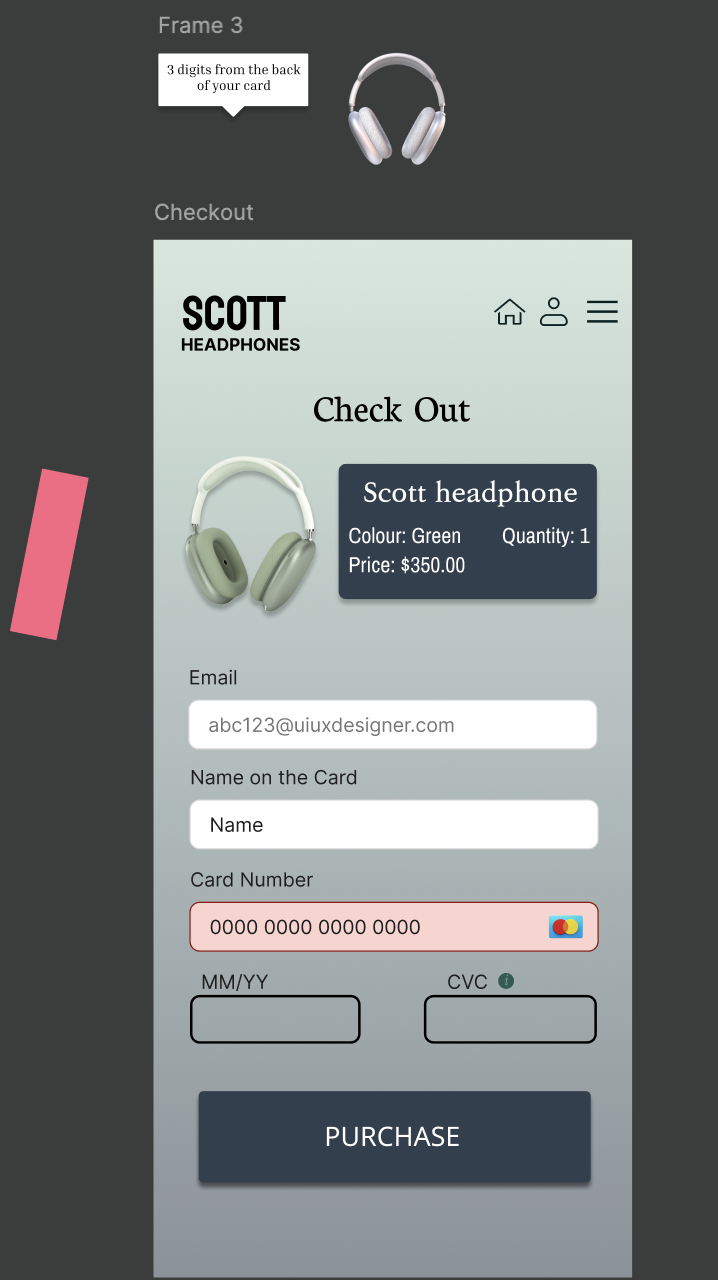 Frame 3
3 digits from the back
of your card
Checkout
SCOTT
HEADPHONES
Check Out
Scott headphone
Colour: Green Quantity: 1
Price: $350.00
Email
abc123@uiuxdesigner.com
Name on the Card
Name
Card Number
0000 0000 0000 0000
MM/YY CVC i
PURCHASE